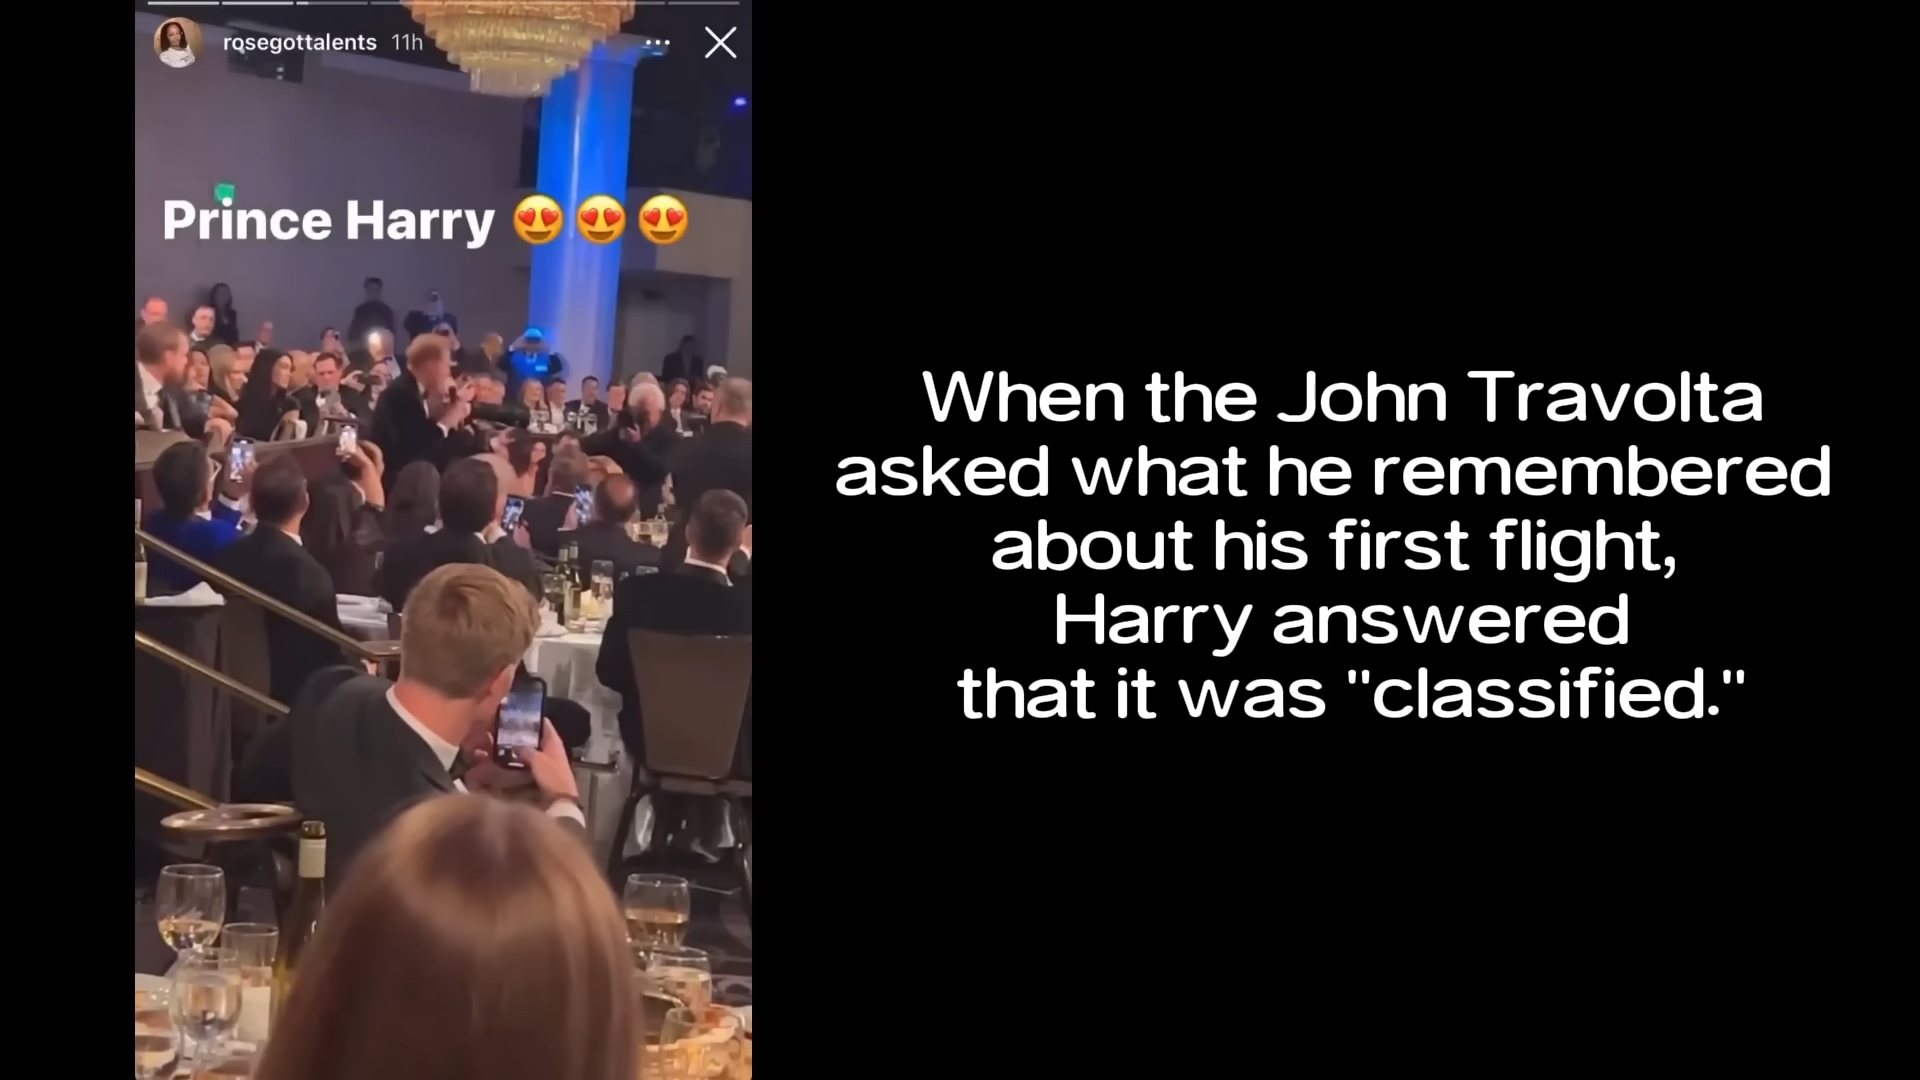 rosegottalents 11h
Prince Harry 😍😍😍
When the John Travolta
asked what he remembered
about his first flight,
Harry answered
that it was "classified."